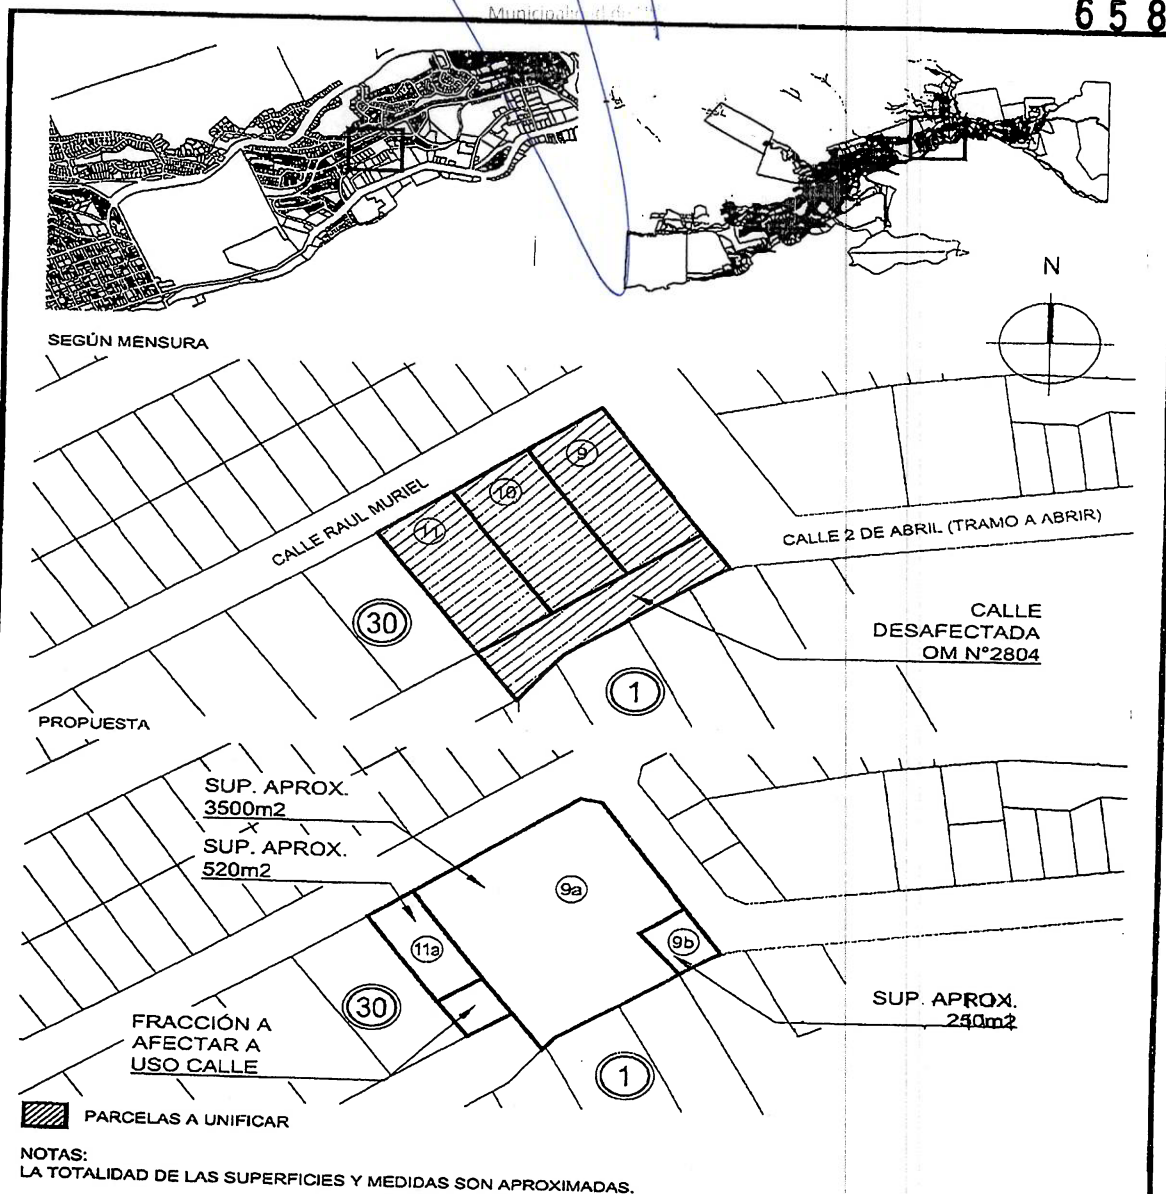 Municipalidad de
658
N
SEGÚN MENSURA
9
10
11
CALLE RAUL MURIEL
CALLE 2 DE ABRIL (TRAMO A ABRIR)
30
CALLE
DESAFECTADA
OM N°2804
1
PROPUESTA
SUP. APROX.
3500m2
SUP. APROX.
520m2
9a
11a
9b
30
SUP. APROX.
FRACCIÓN A
AFECTAR A
USO CALLE
1
PARCELAS A UNIFICAR
NOTAS:
LA TOTALIDAD DE LAS SUPERFICIES Y MEDIDAS SON APROXIMADAS.